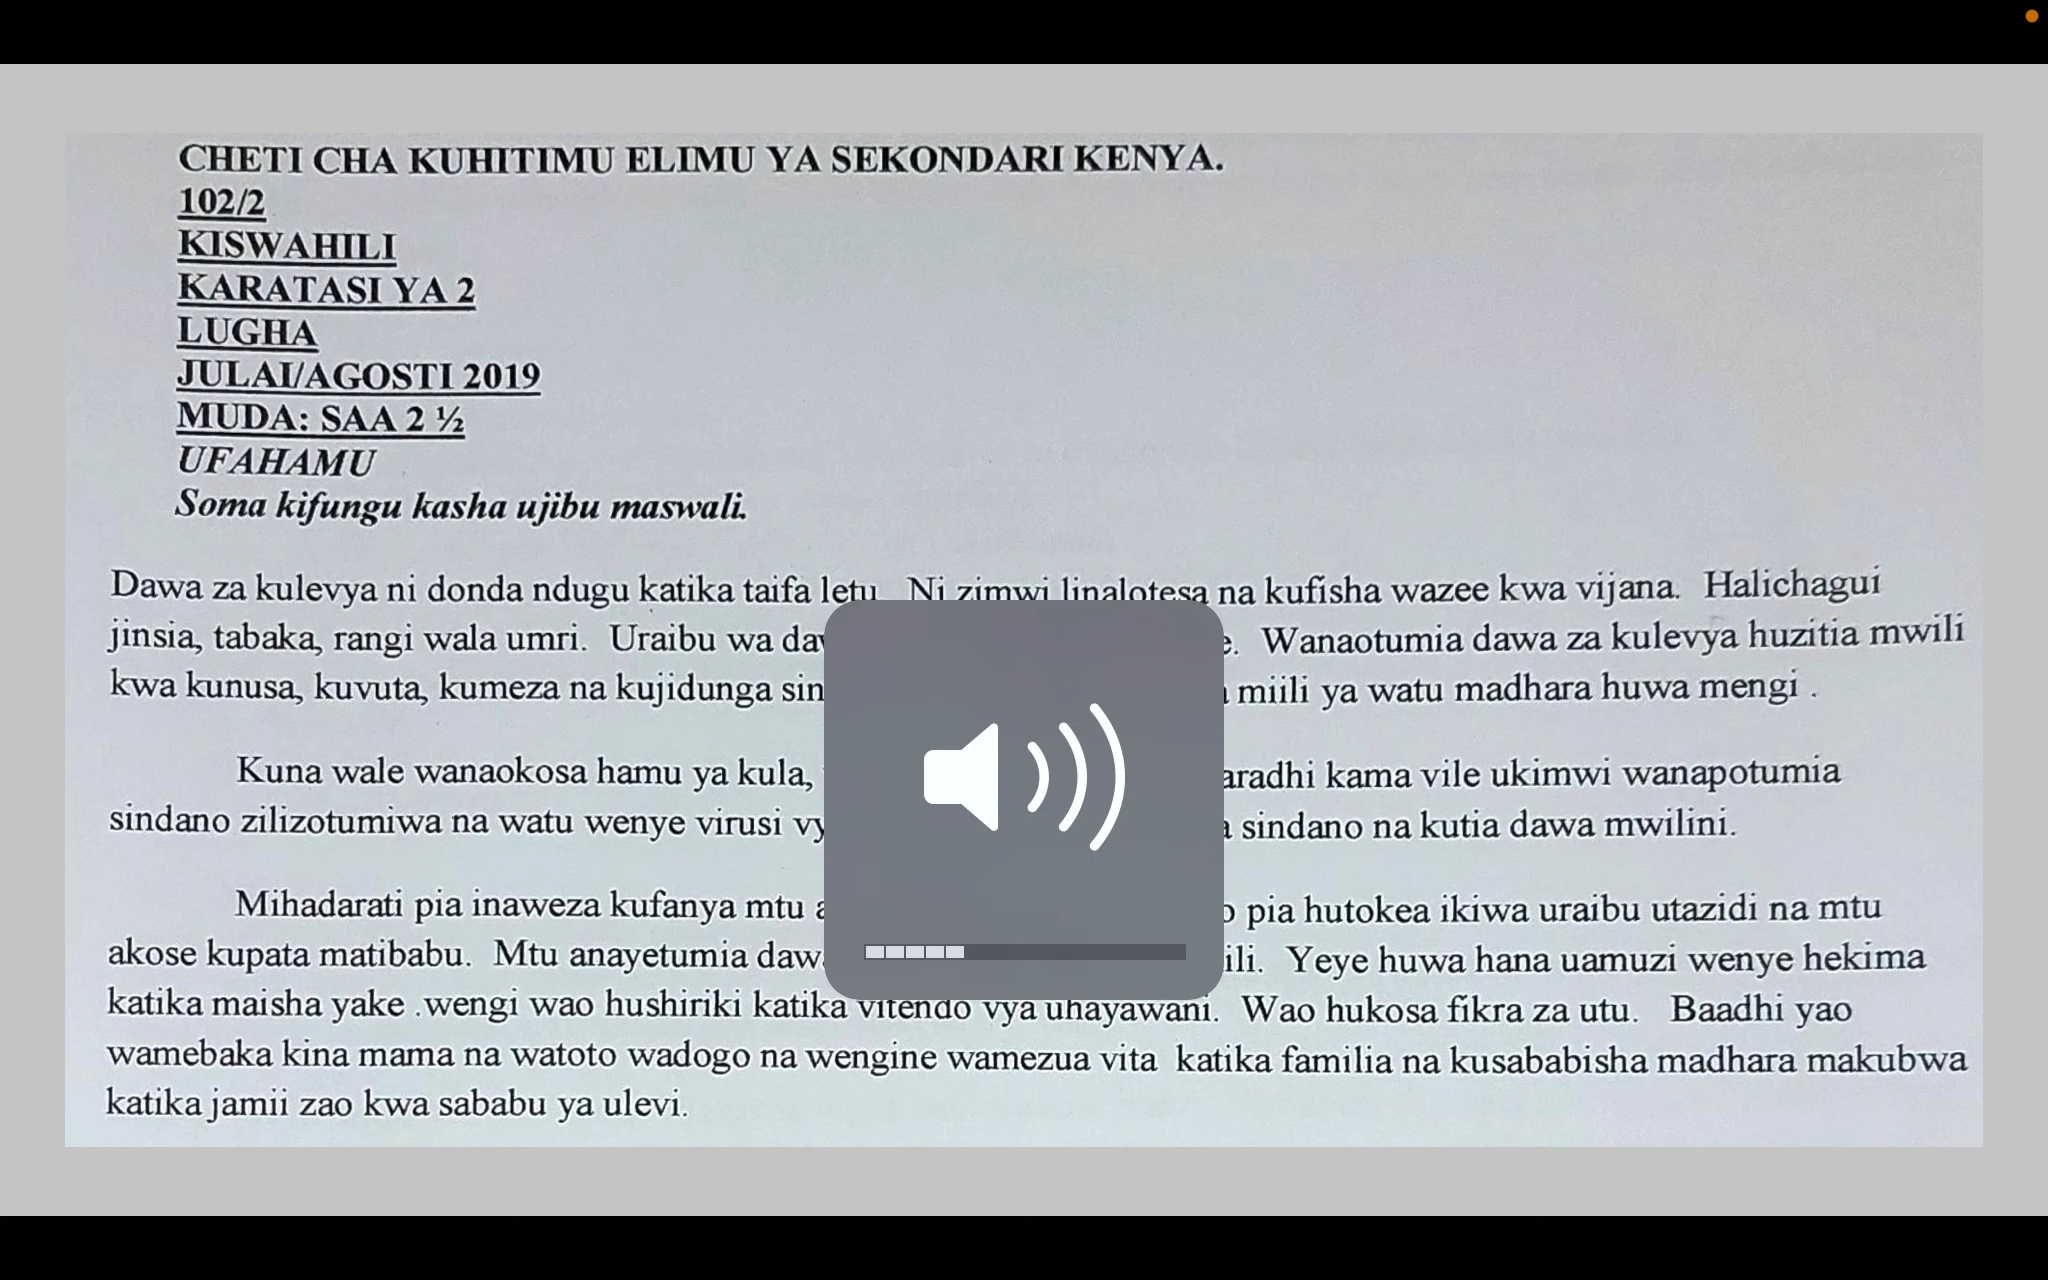 CHETI CHA KUHITIMU ELIMU YA SEKONDARI KENYA.
102/2
KISWAHILI
KARATASI YA 2
LUGHA
JULAI/AGOSTI 2019
MUDA: SAA 2 ½
UFAHAMU
Soma kifungu kasha ujibu maswali.
Dawa za kulevya ni donda ndugu katika taifa letu Ni zimwi linalotesa na kufisha wazee kwa vijana. Halichagui
jinsia, tabaka, rangi wala umri. Uraibu wa Wanaotumia dawa za kulevya huzitia mwili
kwa kunusa, kuvuta, kumeza na kujidunga miili ya watu madhara huwa mengi .
Kuna wale wanaokosa hamu ya kula, kama vile ukimwi wanapotumia
sindano zilizotumiwa na watu wenye virusi sindano na kutia dawa mwilini.
Mihadarati pia inaweza kufanya mtu pia hutokea ikiwa uraibu utazidi na mtu
akose kupata matibabu. Mtu anayetumia Yeye huwa hana uamuzi wenye hekima
katika maisha yake .wengi wao hushiriki katika vitendo vya uhayawani. Wao hukosa fikra za utu. Baadhi yao
wamebaka kina mama na watoto wadogo na wengine wamezua vita katika familia na kusababisha madhara makubwa
katika jamii zao kwa sababu ya ulevi.